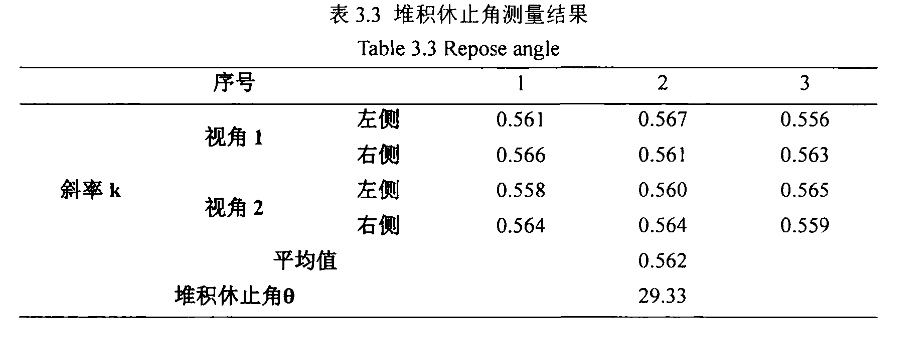 表 3.3 堆积休止角测量结果
Table 3.3 Repose angle
序号 1 2 3
斜率 k 视角 1 左侧 0.561 0.567 0.556
右侧 0.566 0.561 0.563
视角 2 左侧 0.558 0.560 0.565
右侧 0.564 0.564 0.559
平均值 0.562
堆积休止角θ 29.33